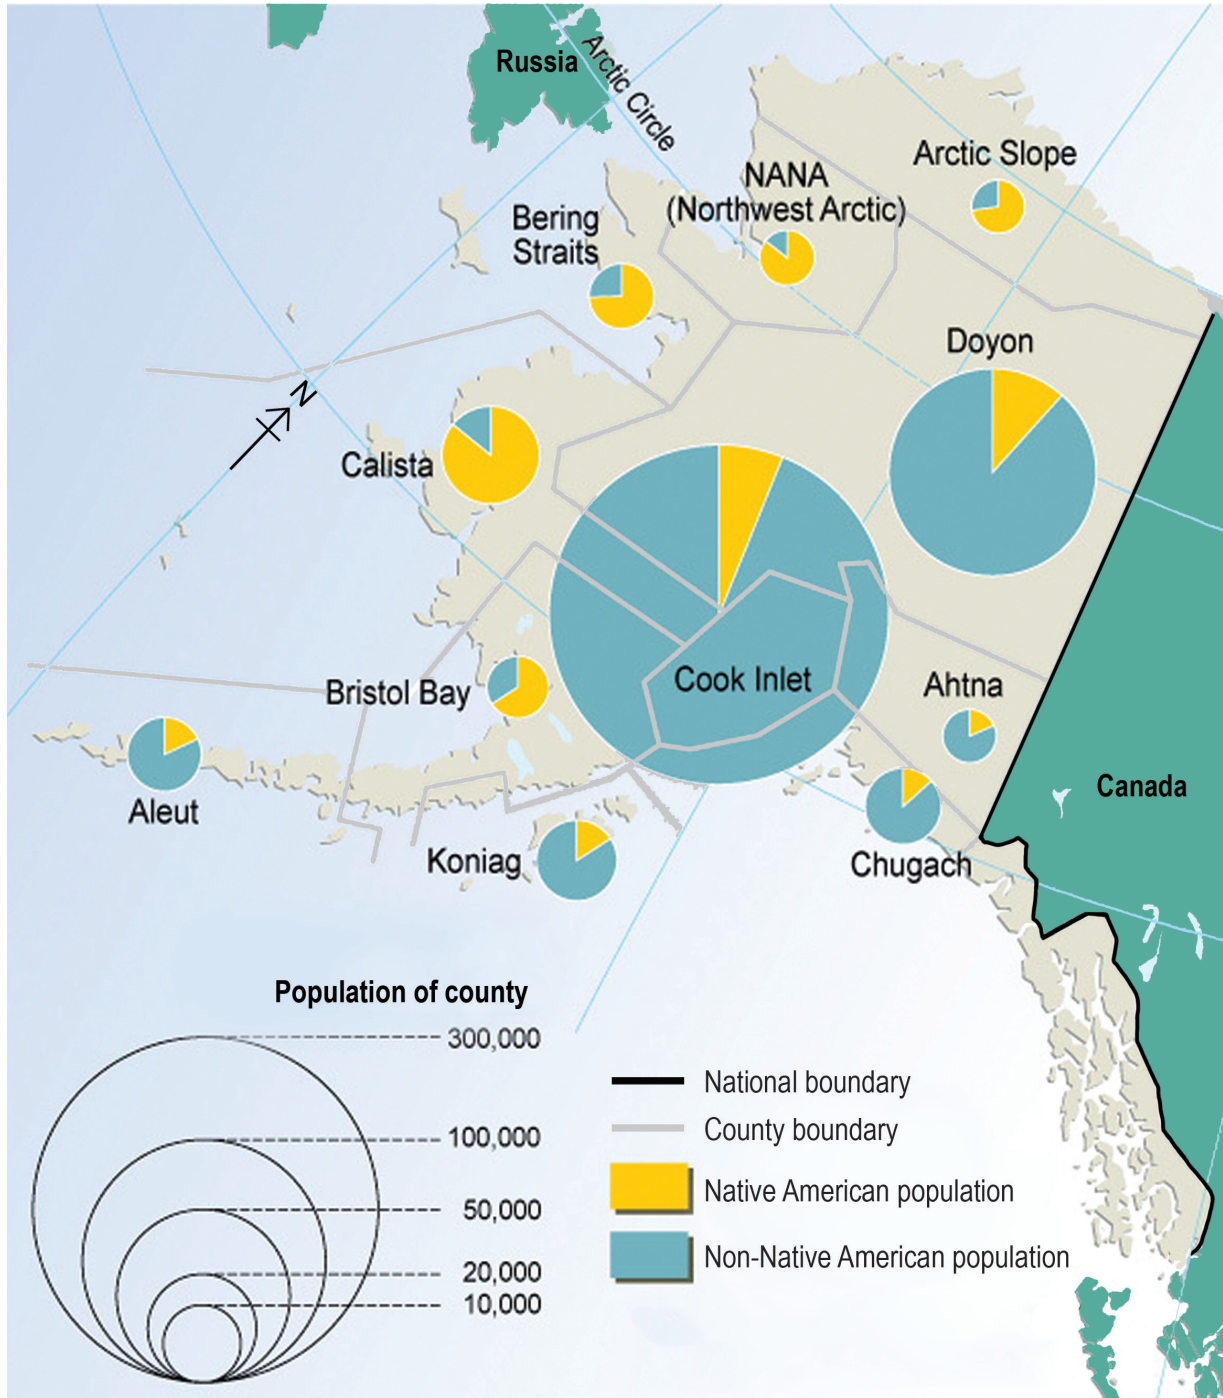 Russia
Arctic Circle
Arctic Slope
NANA
(Northwest Arctic)
Bering
Straits
Doyon
N
Calista
Cook Inlet
Ahtna
Bristol Bay
Canada
Aleut
Koniag
Chugach
Population of county
300,000
100,000
50,000
20,000
10,000
National boundary
County boundary
Native American population
Non-Native American population